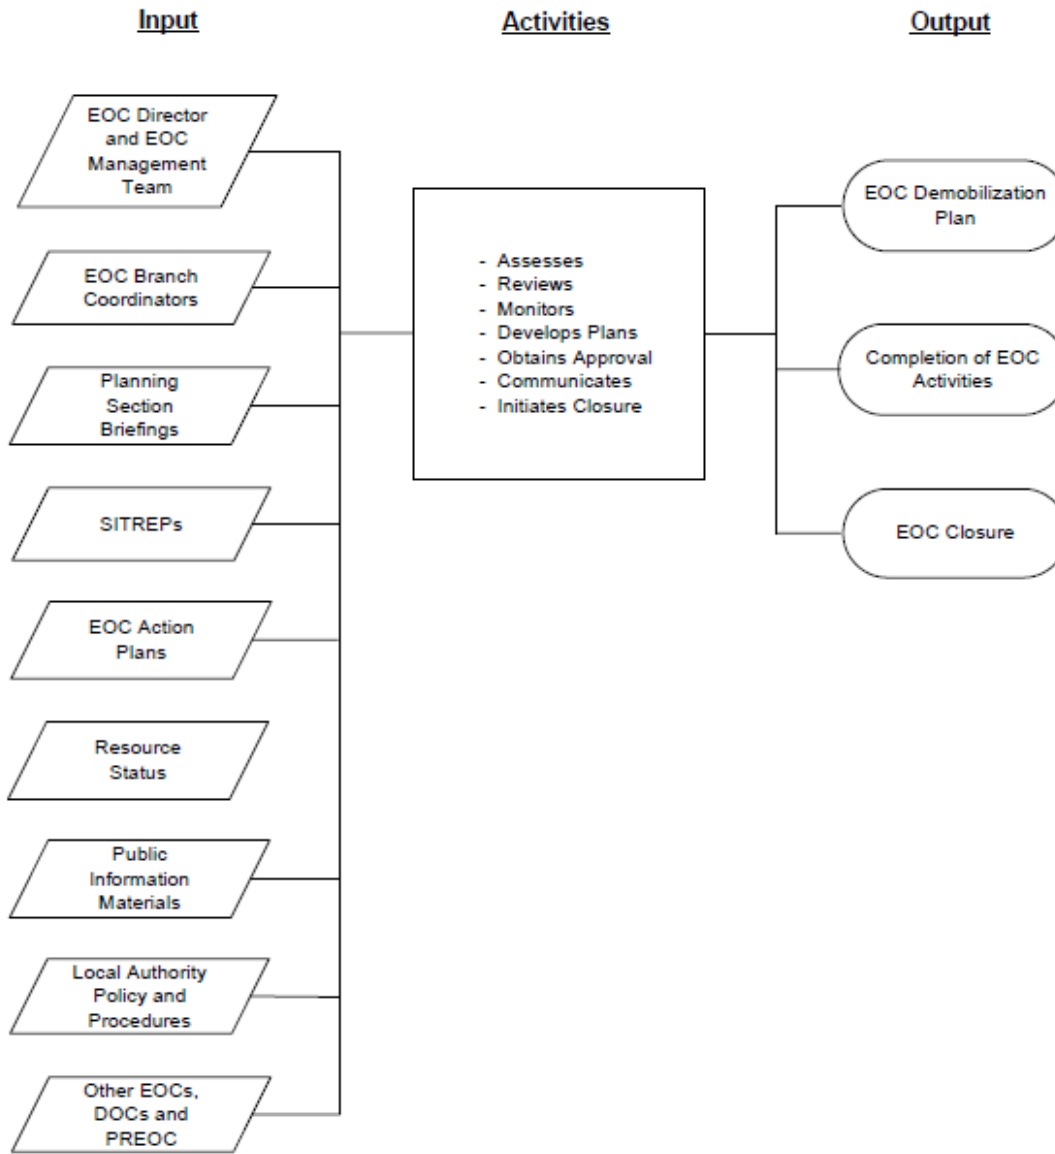 Input
Activities
Output
EOC Director
and EOC
Management
Team
EOC Branch
Coordinators
Planning
Section
Briefings
SITREPs
EOC Action
Plans
Resource
Status
Public
Information
Materials
Local Authority
Policy and
Procedures
Other EOCs,
DOCs and
PREOC
- Assesses
- Reviews
- Monitors
- Develops Plans
- Obtains Approval
- Communicates
- Initiates Closure
EOC Demobilization
Plan
Completion of EOC
Activities
EOC Closure